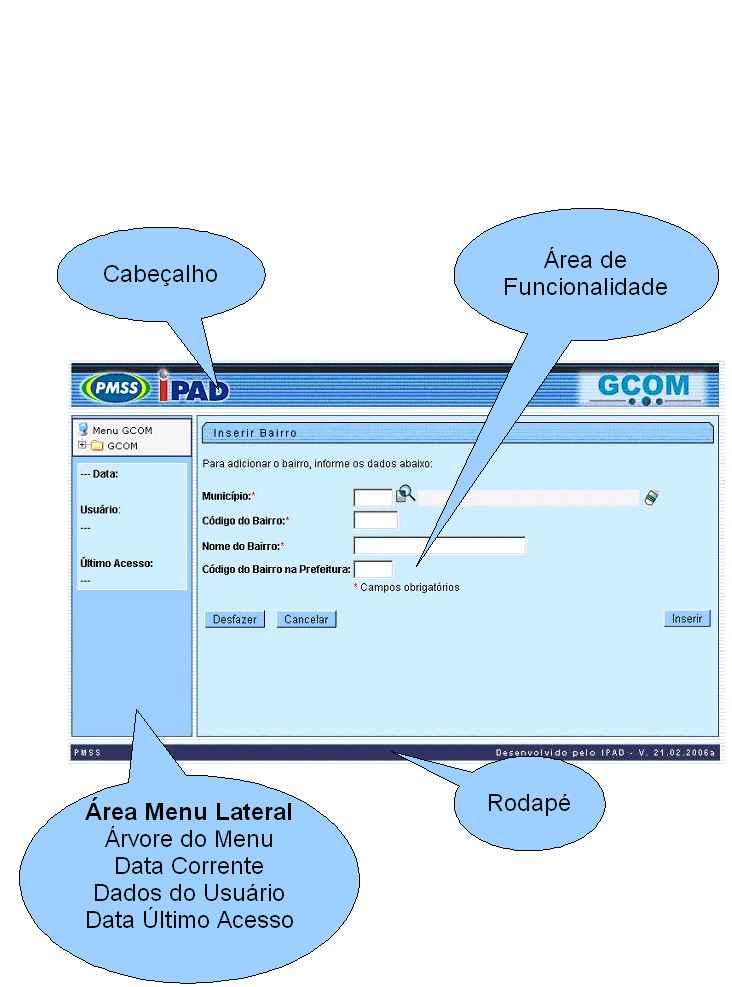 Cabeçalho
Área de
Funcionalidade
PMSS iPAD
GCOM
Menu GCOM
GCOM
Inserir Bairro
--- Data:
Para adicionar o bairro, informe os dados abaixo:
Município:*
Usuário:
---
Código do Bairro:*
Nome do Bairro:*
Último Acesso:
---
Código do Bairro na Prefeitura:
* Campos obrigatórios
Desfazer
Cancelar
Inserir
PMSS
Desenvolvido pelo IPAD - V. 21.02.2006a
Rodapé
Área Menu Lateral
Árvore do Menu
Data Corrente
Dados do Usuário
Data Último Acesso